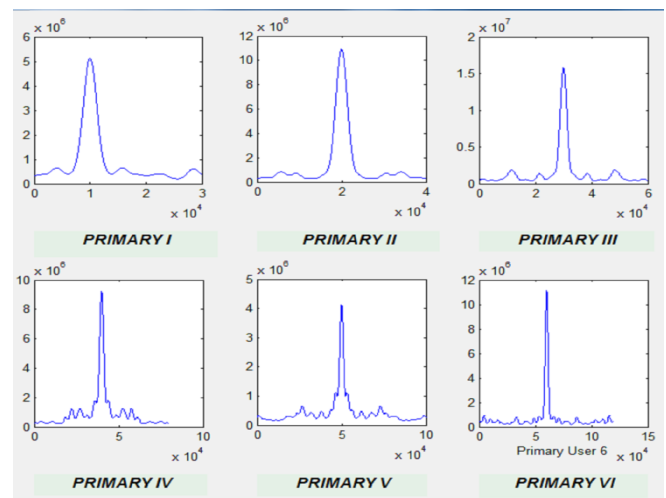 x 10^6
x 10^6
x 10^7
6
5
4
3
2
1
0
0 1 2 3
x 10^4
12
10
8
6
4
2
0
0 2 4
x 10^4
2
1.5
1
0.5
0
0 2 4 6
x 10^4
PRIMARY I
PRIMARY II
PRIMARY III
x 10^6
x 10^6
x 10^6
10
8
6
4
2
0
0 5 10
x 10^4
5
4
3
2
1
0
0 5 10
x 10^4
12
10
8
6
4
2
0
0 5 10 15
Primary User 6
x 10^4
PRIMARY IV
PRIMARY V
PRIMARY VI